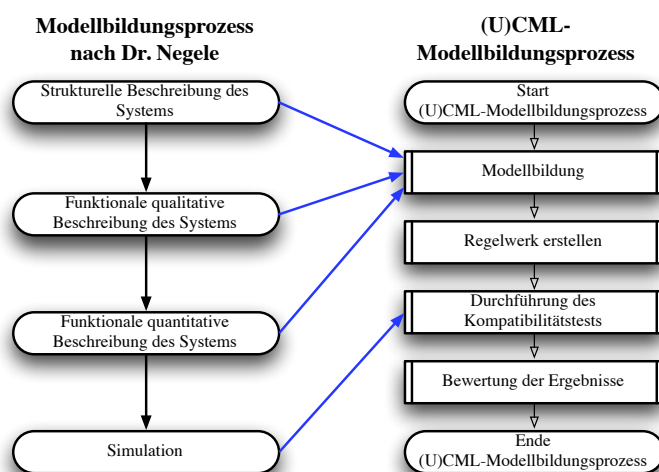 Modellbildungsprozess
nach Dr. Negele
Strukturelle Beschreibung des
Systems
Funktionale qualitative
Beschreibung des Systems
Funktionale quantitative
Beschreibung des Systems
Simulation
(U)CML-
Modellbildungsprozess
Start
(U)CML-Modellbildungsprozess
Modellbildung
Regelwerk erstellen
Durchführung des
Kompatibilitätstests
Bewertung der Ergebnisse
Ende
(U)CML-Modellbildungsprozess